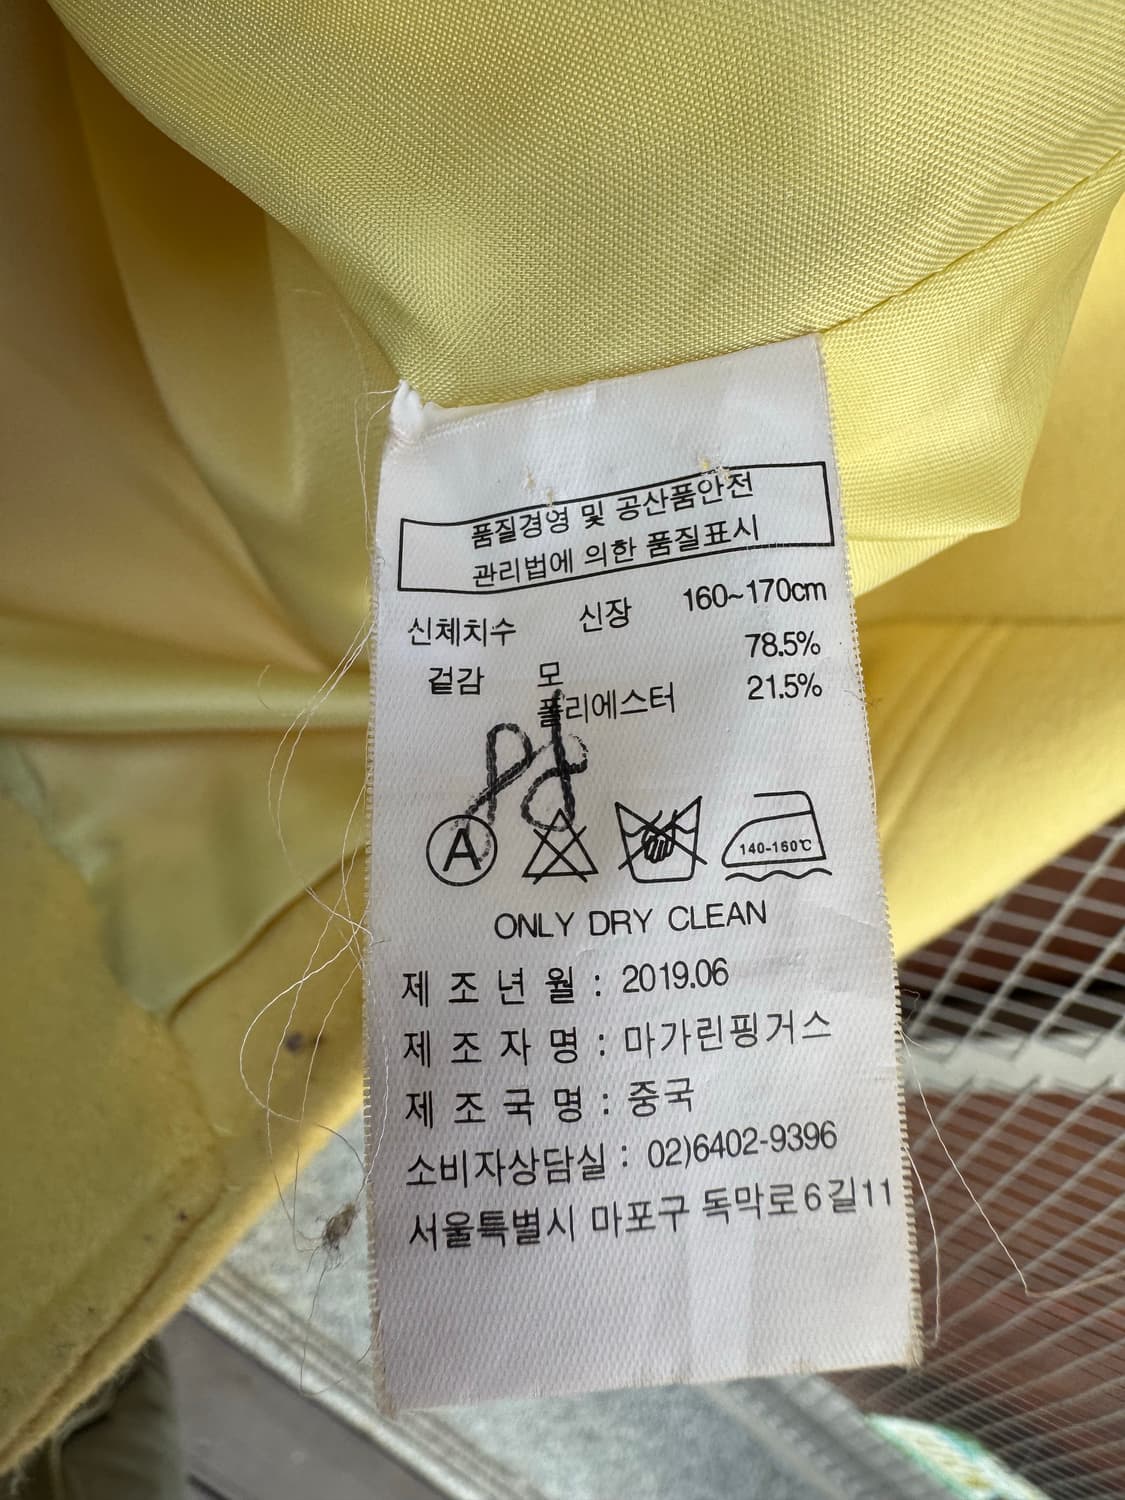 품질경영 및 공산품안전
관리법에 의한 품질표시
신체치수 신장 160~170cm
겉감 모 78.5%
폴리에스터 21.5%
A 140-160℃
ONLY DRY CLEAN
제 조 년 월 : 2019.06
제 조 자 명 : 마가린핑거스
제 조 국 명 : 중국
소비자상담실 : 02)6402-9396
서울특별시 마포구 독막로6길11